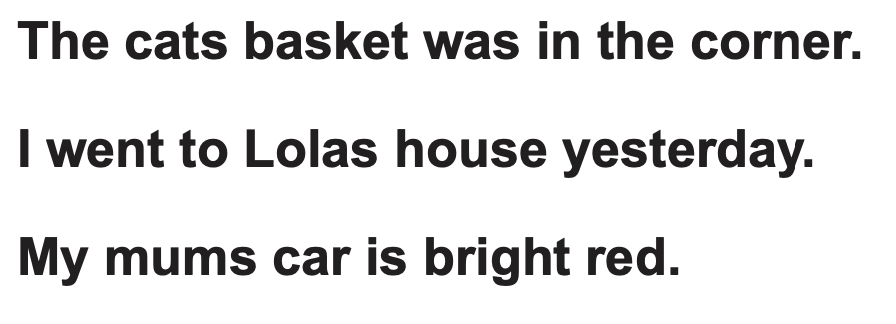 The cats basket was in the corner.
I went to Lolas house yesterday.
My mums car is bright red.